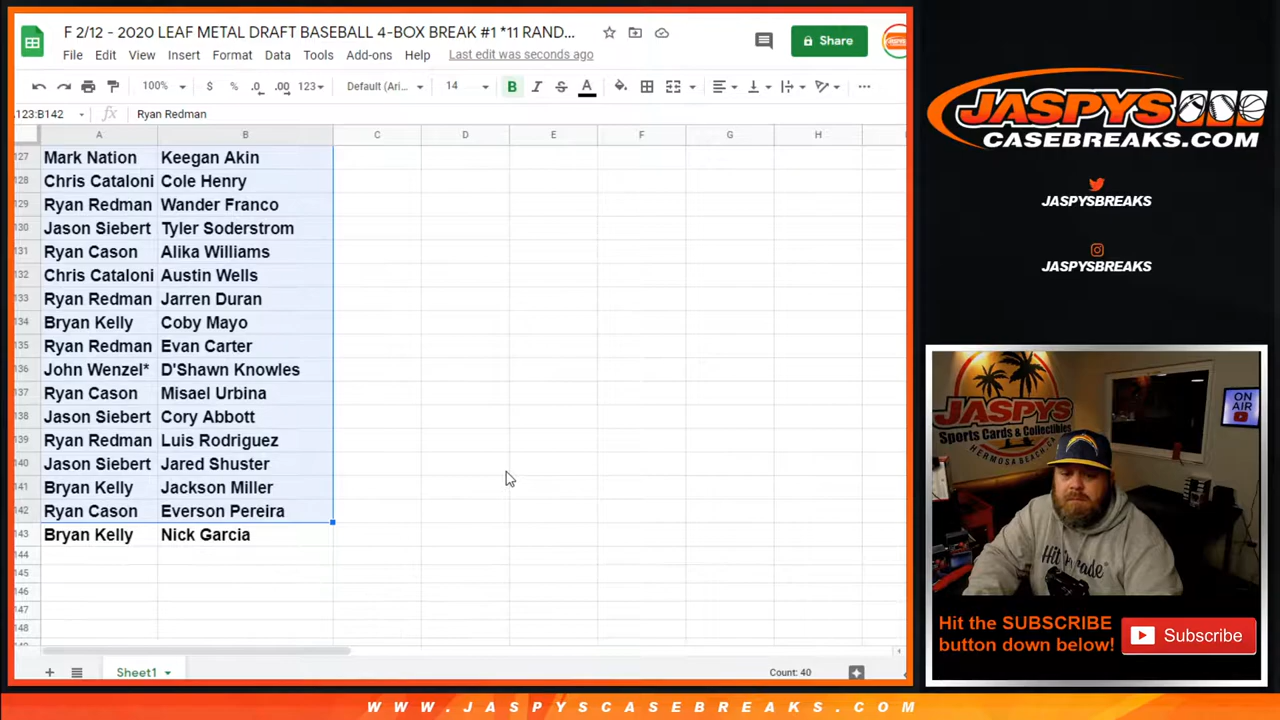 F 2/12 - 2020 LEAF METAL DRAFT BASEBALL 4-BOX BREAK #1 *11 RAND...
File Edit View Insert Format Data Tools Add-ons Help Last edit was seconds ago
Share
100% $ % .0 .00 123 Default (Ari... 14 B I S A
123:B142 fx Ryan Redman
A B C D E F G H
127 Mark Nation Keegan Akin
128 Chris Cataloni Cole Henry
129 Ryan Redman Wander Franco
130 Jason Siebert Tyler Soderstrom
131 Ryan Cason Alika Williams
132 Chris Cataloni Austin Wells
133 Ryan Redman Jarren Duran
134 Bryan Kelly Coby Mayo
135 Ryan Redman Evan Carter
136 John Wenzel* D'Shawn Knowles
137 Ryan Cason Misael Urbina
138 Jason Siebert Cory Abbott
139 Ryan Redman Luis Rodriguez
140 Jason Siebert Jared Shuster
141 Bryan Kelly Jackson Miller
142 Ryan Cason Everson Pereira
143 Bryan Kelly Nick Garcia
144
145
146
147
148
Sheet1
Count: 40
JASPYS
CASEBREAKS.COM
JASPYSBREAKS
JASPYSBREAKS
JASPYS
Sports Cards & Collectibles
HERMOSA BEACH, CA
ON
AIR
Hit the SUBSCRIBE
button down below!
Subscribe
WWW.JASPYSCASEBREAKS.COM